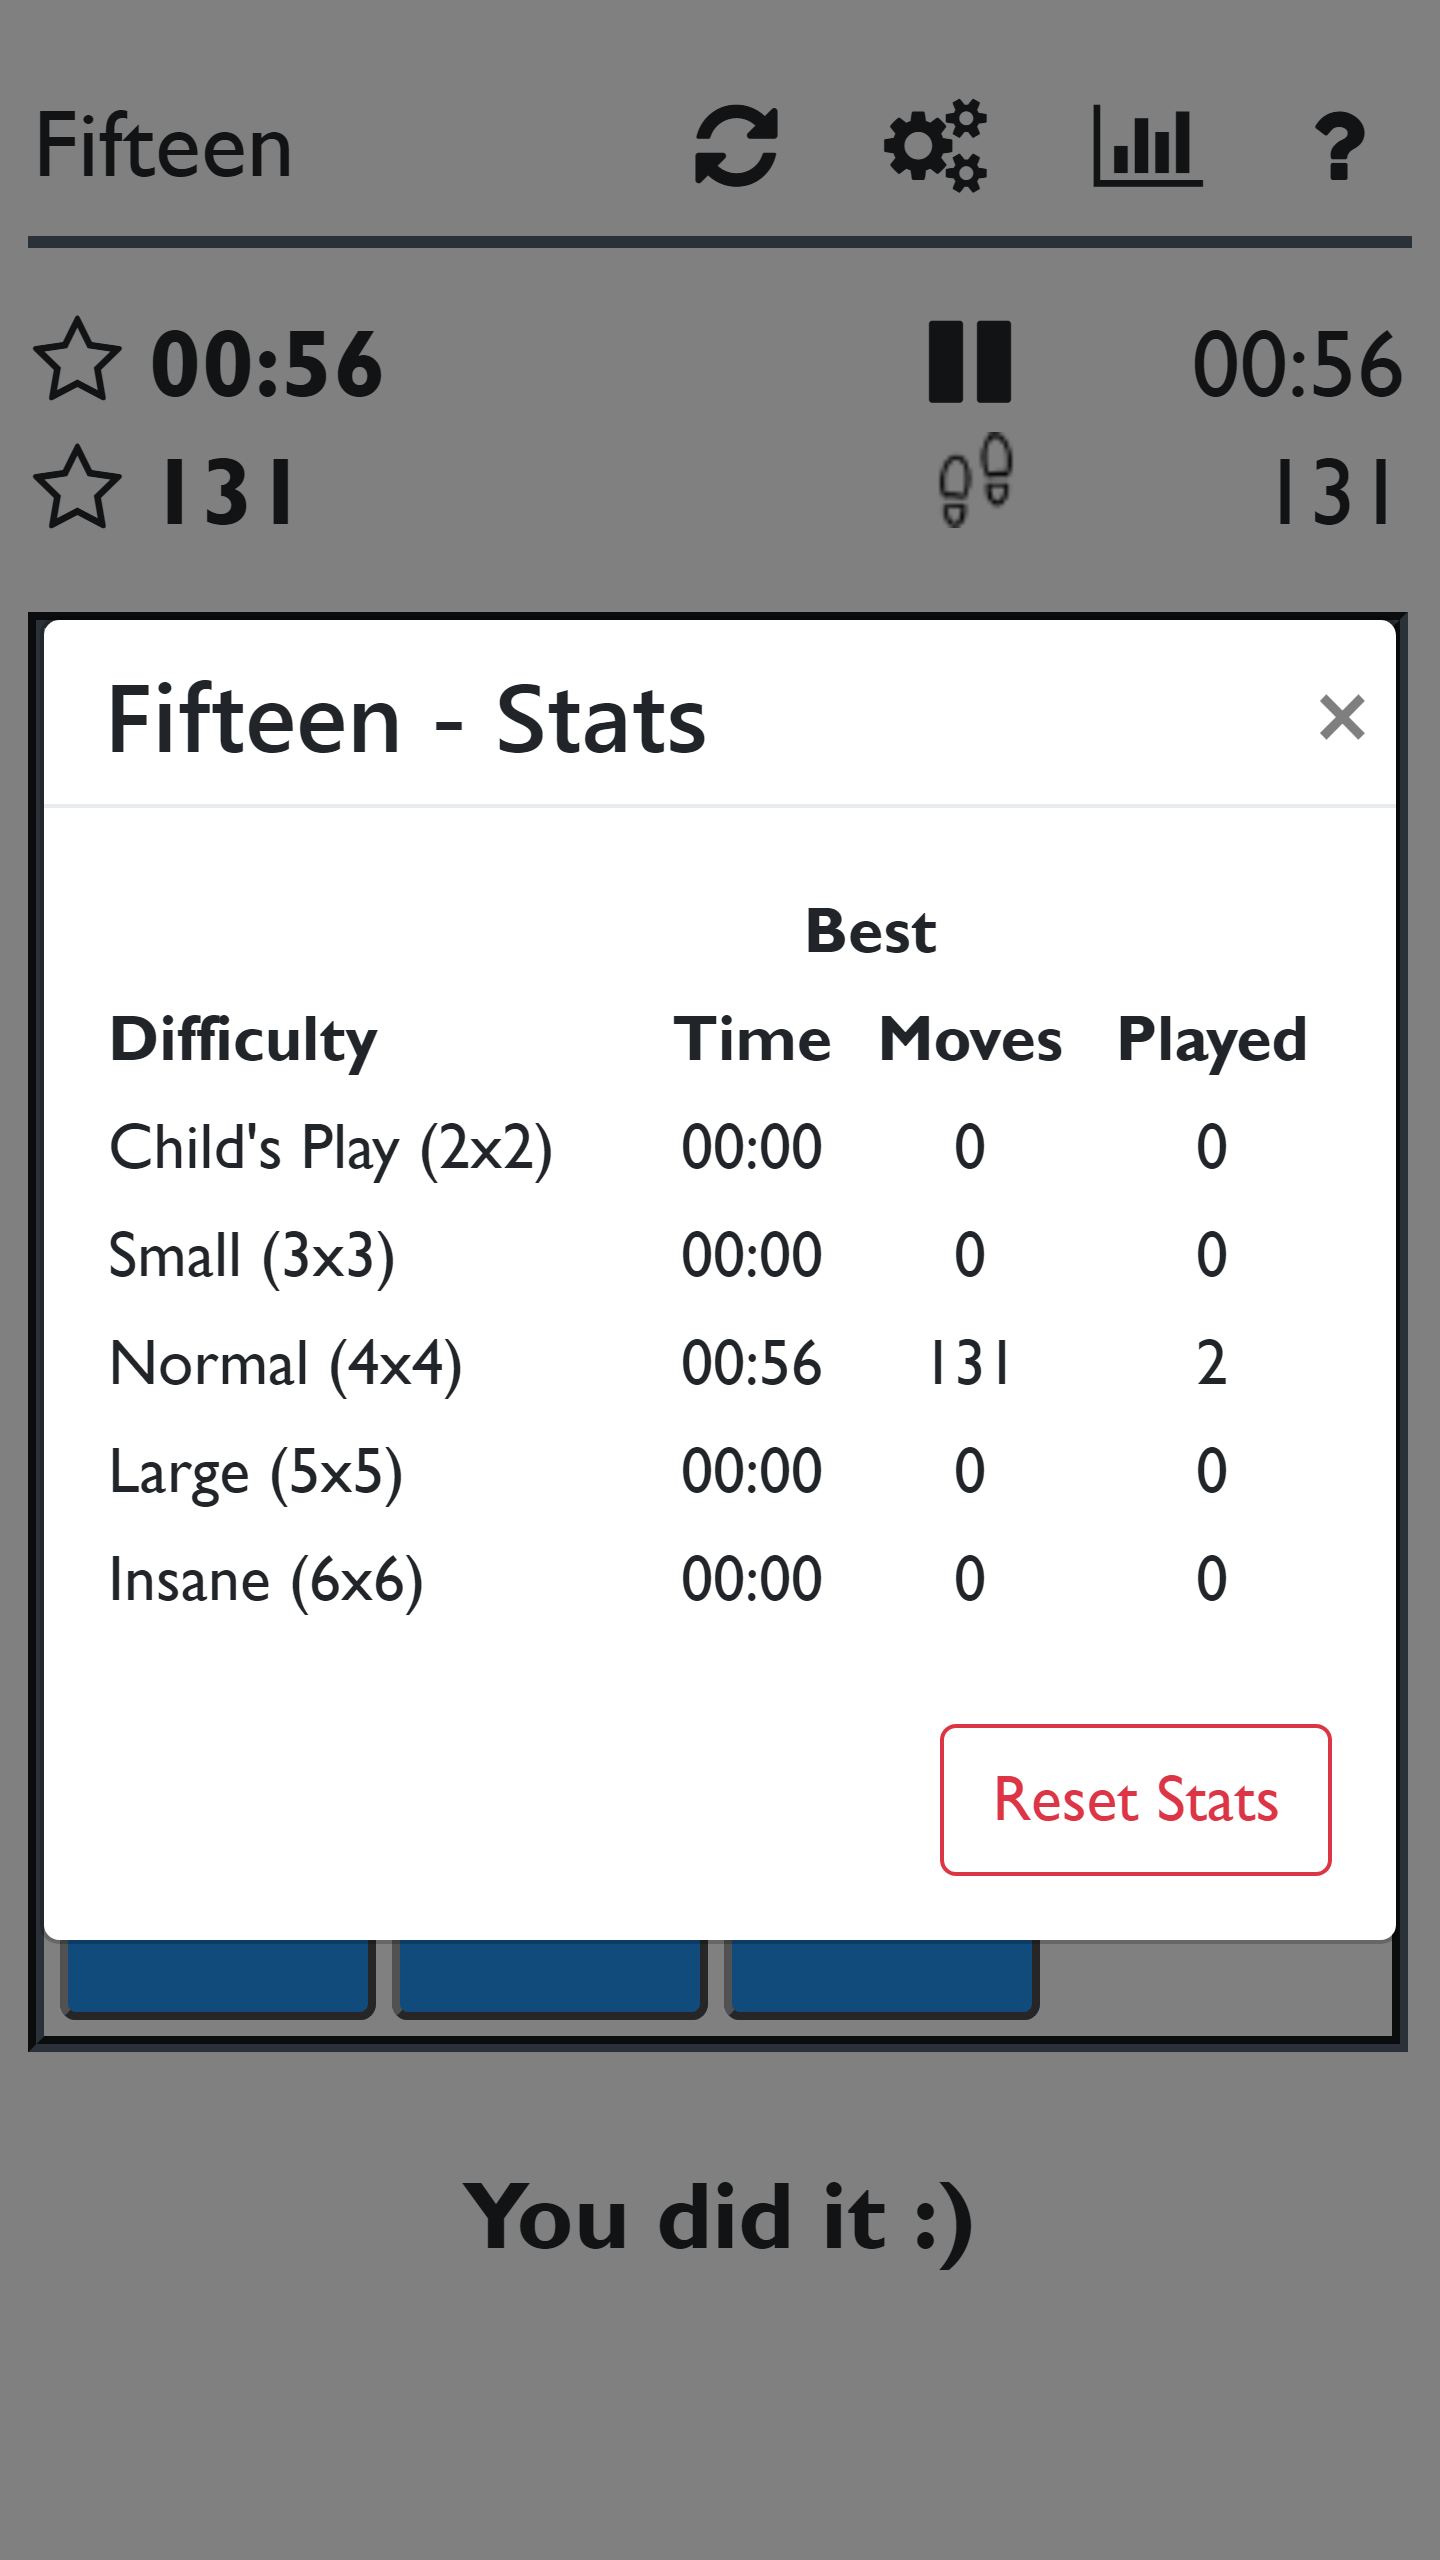 Fifteen
00:56 00:56
131 131
Fifteen - Stats ×
Best
Difficulty Time Moves Played
Child's Play (2x2) 00:00 0 0
Small (3x3) 00:00 0 0
Normal (4x4) 00:56 131 2
Large (5x5) 00:00 0 0
Insane (6x6) 00:00 0 0
Reset Stats
You did it :)